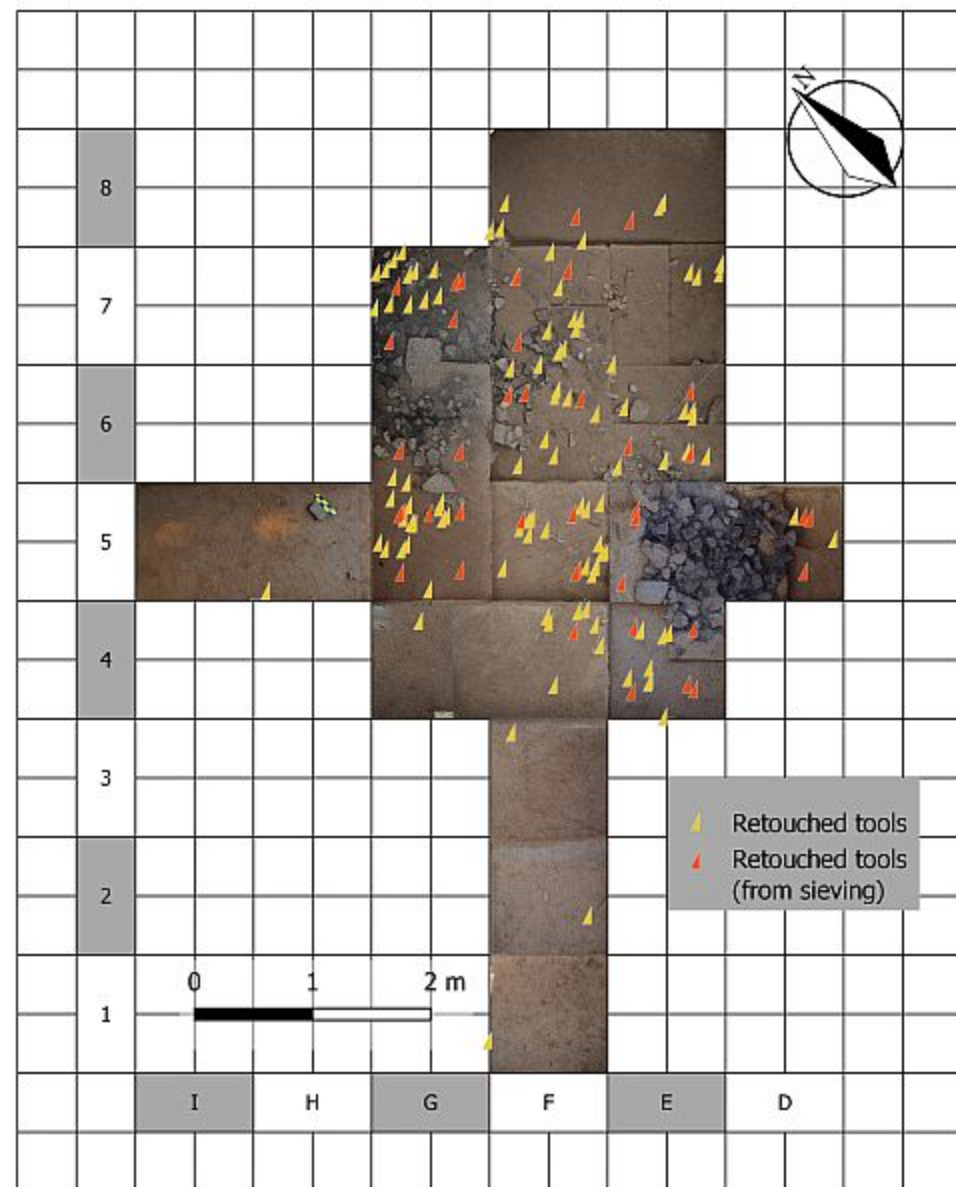 N
8
7
6
5
4
3
2
1
Retouched tools
Retouched tools
(from sieving)
0 1 2 m
I H G F E D